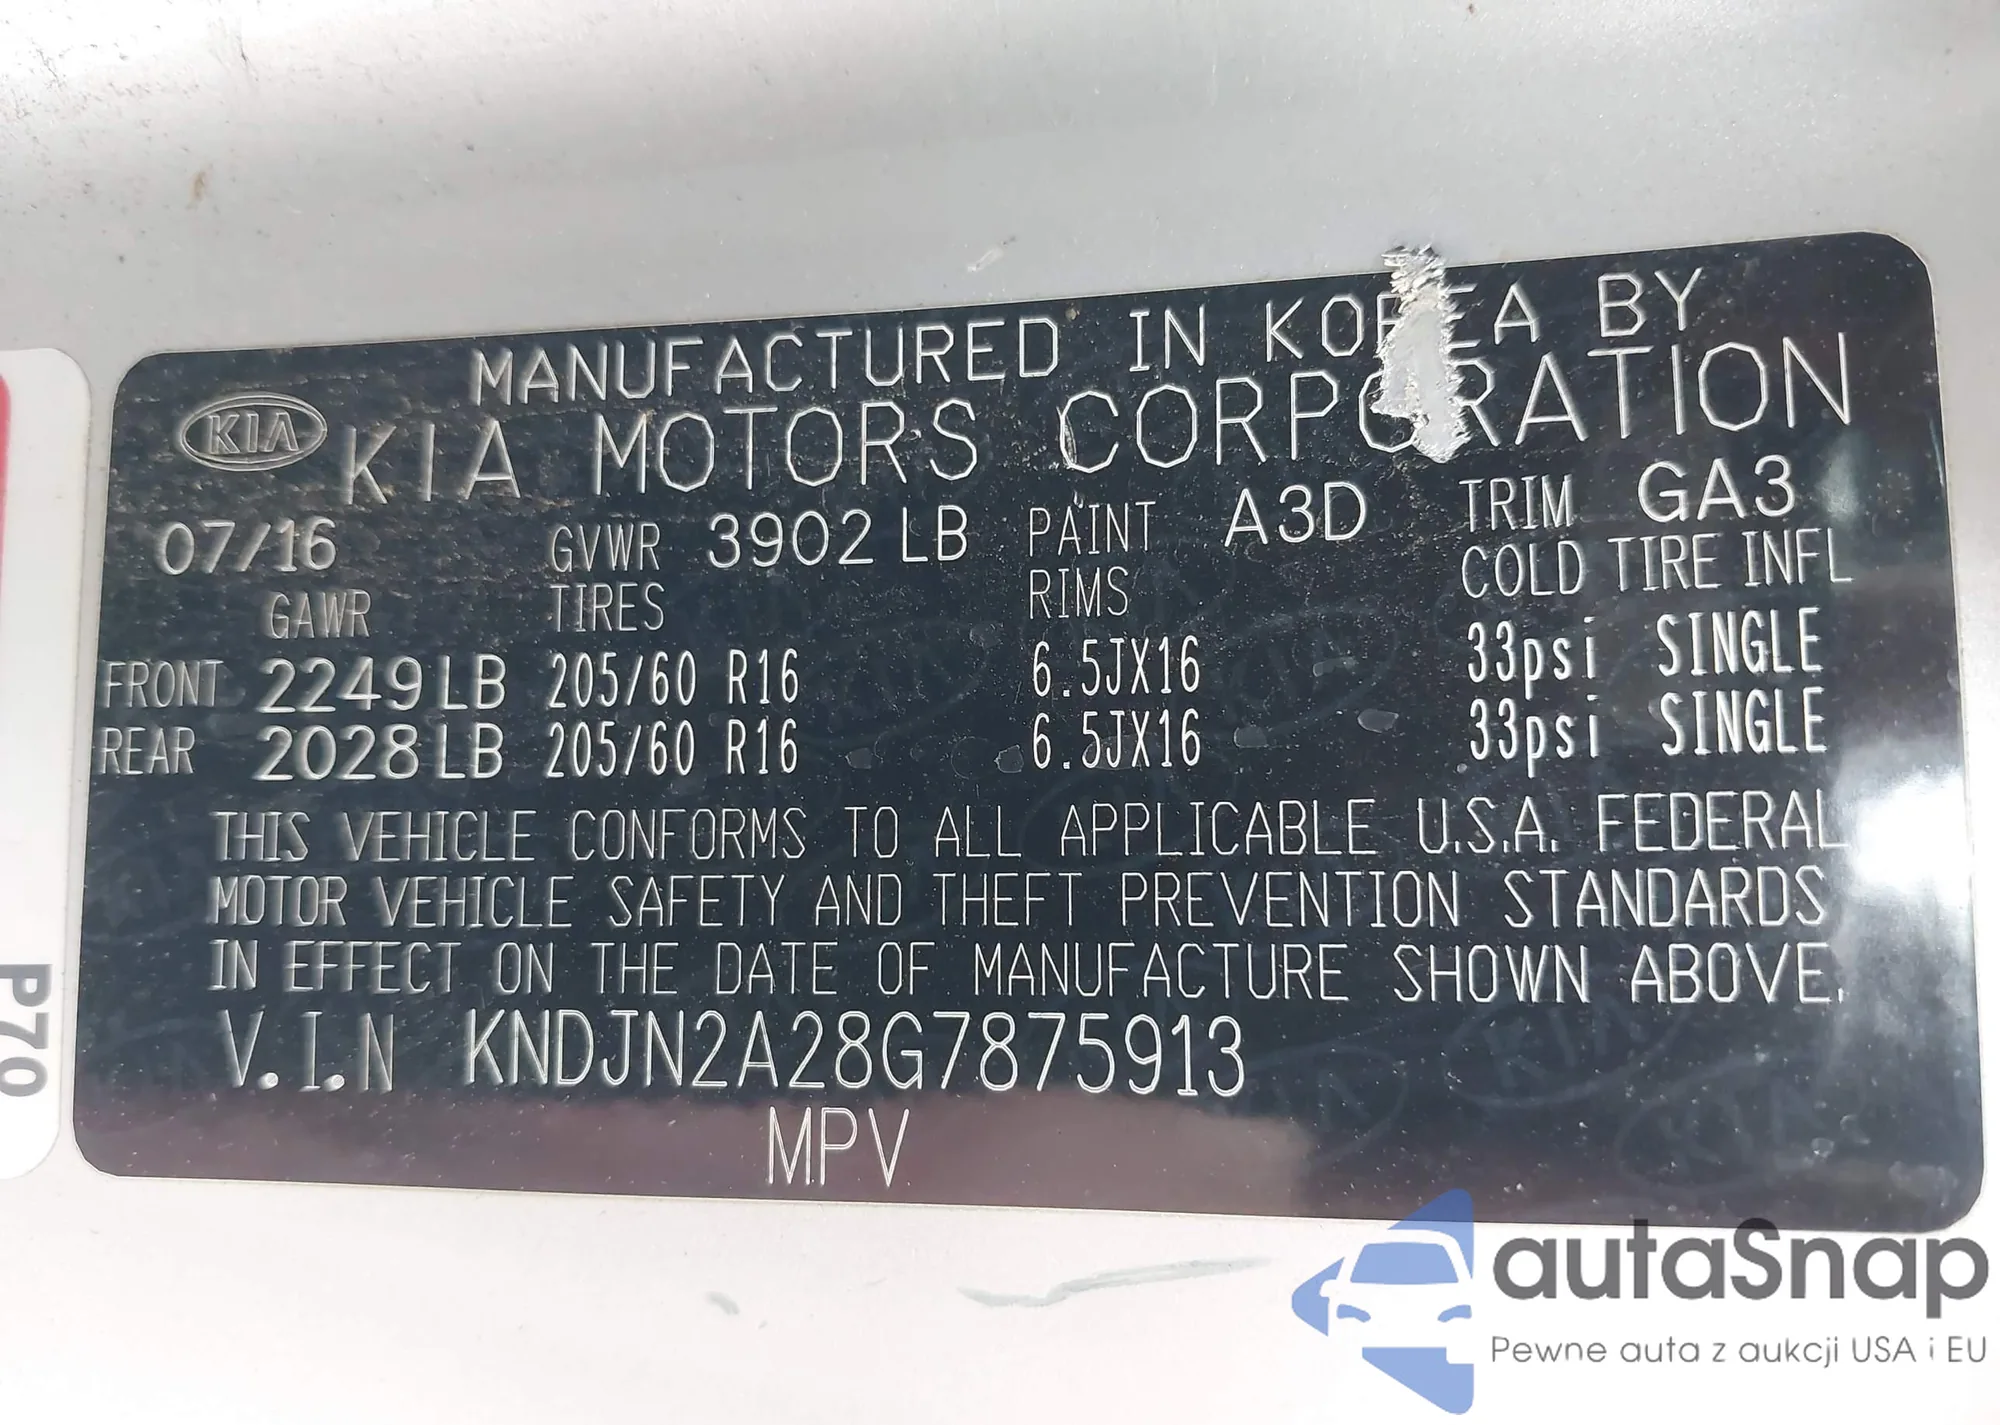 MANUFACTURED IN KOREA BY
KIA KIA MOTORS CORPORATION
07/16 GVWR 3902 LB PAINT A3D TRIM GA3
GAWR TIRES RIMS COLD TIRE INFL
FRONT 2249 LB 205/60 R16 6.5JX16 33psi SINGLE
REAR 2028 LB 205/60 R16 6.5JX16 33psi SINGLE
THIS VEHICLE CONFORMS TO ALL APPLICABLE U.S.A. FEDERAL
MOTOR VEHICLE SAFETY AND THEFT PREVENTION STANDARDS
IN EFFECT ON THE DATE OF MANUFACTURE SHOWN ABOVE.
V.I.N KNDJN2A28G7875913
MPV
P70
autaSnap
Pewne auta z aukcji USA i EU